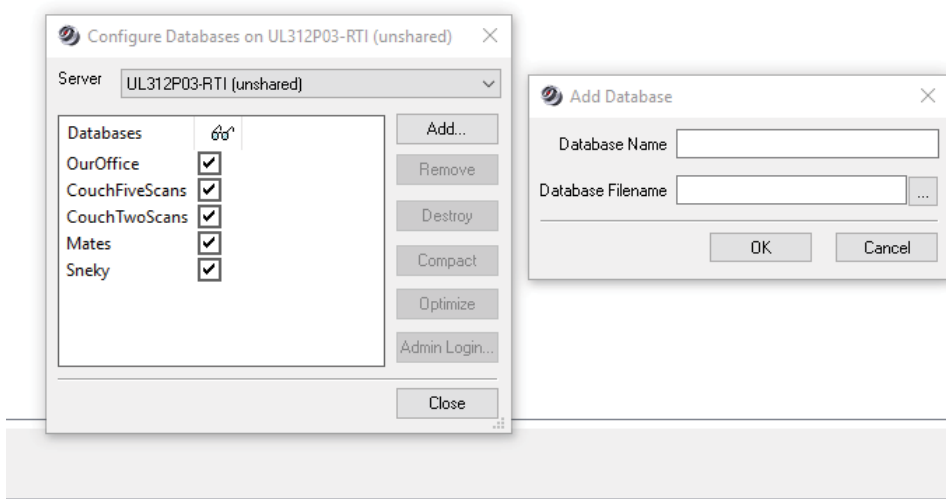 Configure Databases on UL312P03-RTI (unshared)
Server UL312P03-RTI (unshared)
Databases
OurOffice
CouchFiveScans
CouchTwoScans
Mates
Sneky
Add...
Remove
Destroy
Compact
Optimize
Admin Login...
Close
Add Database
Database Name
Database Filename ...
OK Cancel